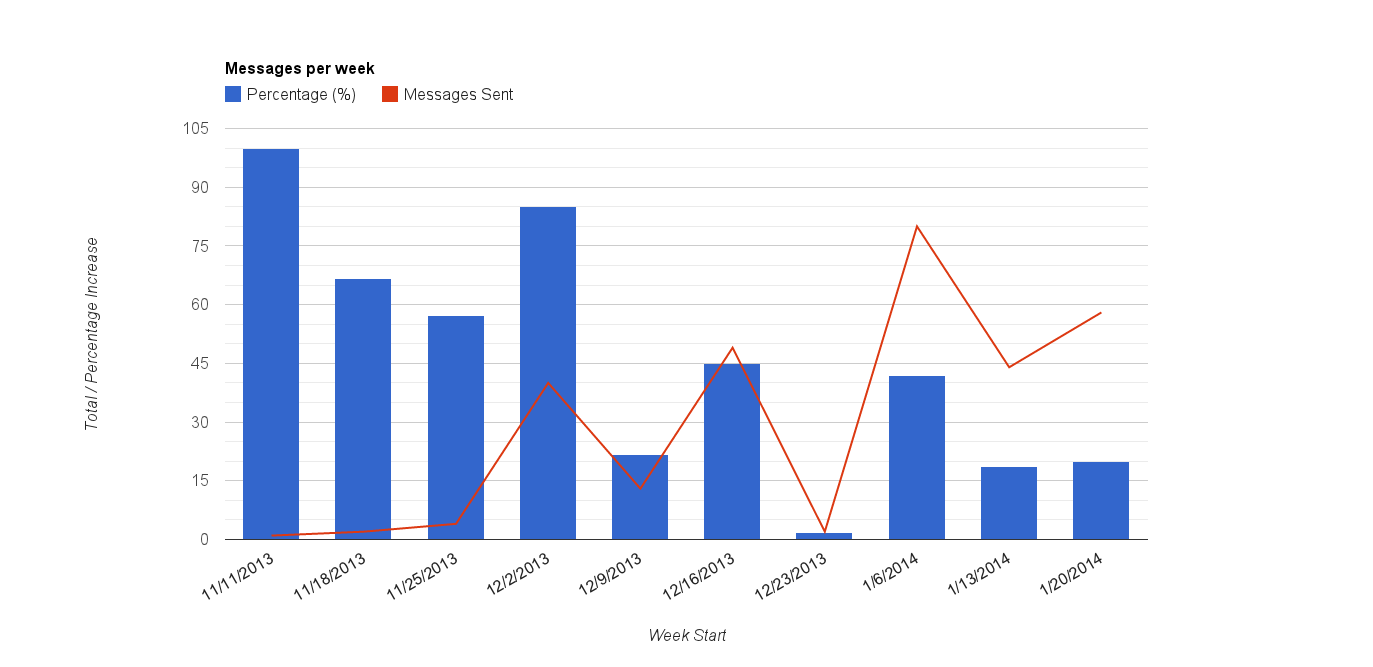 Messages per week
Percentage (%) Messages Sent
105
90
75
60
45
30
15
0
Total / Percentage Increase
11/11/2013 11/18/2013 11/25/2013 12/2/2013 12/9/2013 12/16/2013 12/23/2013 1/6/2014 1/13/2014 1/20/2014
Week Start